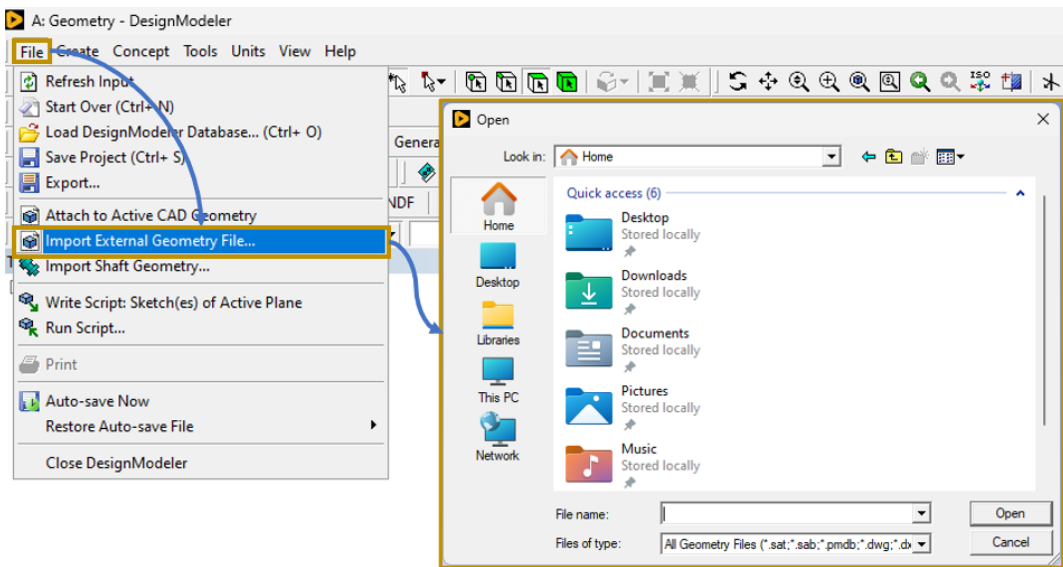 A: Geometry - DesignModeler
File Create Concept Tools Units View Help
Refresh Input
Start Over (Ctrl+ N)
Load DesignModeler Database... (Ctrl+ O)
Save Project (Ctrl+ S)
Export...
Attach to Active CAD Geometry
Import External Geometry File...
Import Shaft Geometry...
Write Script: Sketch(es) of Active Plane
Run Script...
Print
Auto-save Now
Restore Auto-save File
Close DesignModeler
ISO
Genera
NDF
Open
Look in: Home
Home
Desktop
Libraries
This PC
Network
Quick access (6)
Desktop
Stored locally
Downloads
Stored locally
Documents
Stored locally
Pictures
Stored locally
Music
Stored locally
File name:
Open
Files of type: All Geometry Files (*.sat;*.sab;*.pmdb;*.dwg;*.dx
Cancel